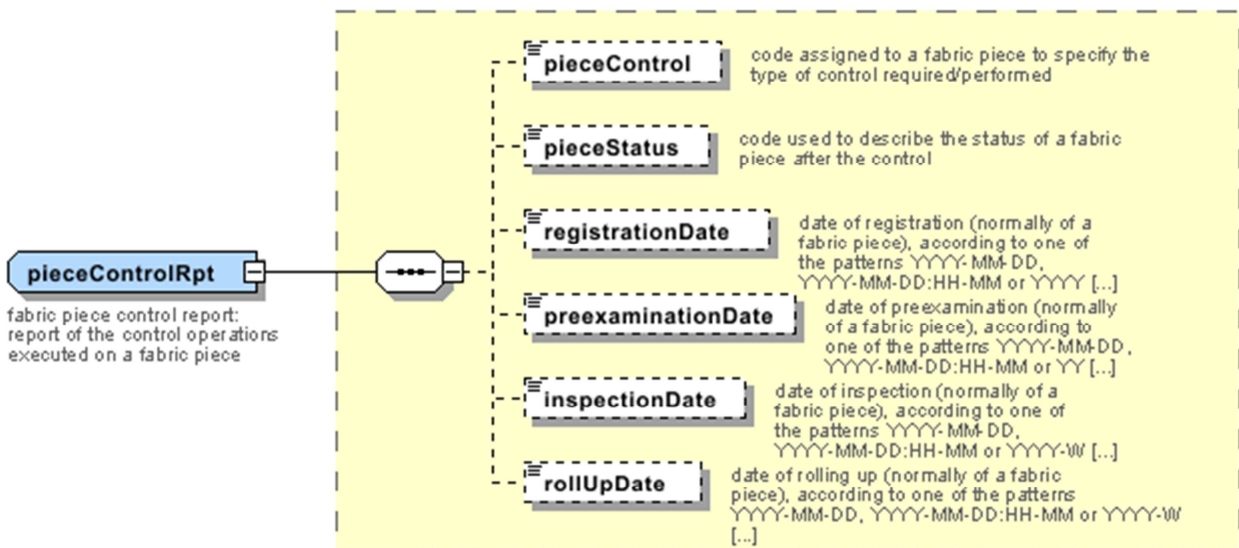 pieceControl
code assigned to a fabric piece to specify the
type of control required/performed
pieceStatus
code used to describe the status of a fabric
piece after the control
registrationDate
date of registration (normally of a
fabric piece), according to one of
the patterns YYYY-MM-DD,
YYYY-MM-DD:HH-MM or YYYY [...]
pieceControlRpt
fabric piece control report:
report of the control operations
executed on a fabric piece
preexaminationDate
date of preexamination (normally
of a fabric piece), according to
one of the patterns YYYY-MM-DD,
YYYY-MM-DD:HH-MM or YY [...]
inspectionDate
date of inspection (normally of a
fabric piece), according to one of
the patterns YYYY-MM-DD,
YYYY-MM-DD:HH-MM or YYYY-W [...]
rollUpDate
date of rolling up (normally of a fabric
piece), according to one of the patterns
YYYY-MM-DD, YYYY-MM-DD:HH-MM or YYYY-W
[...]